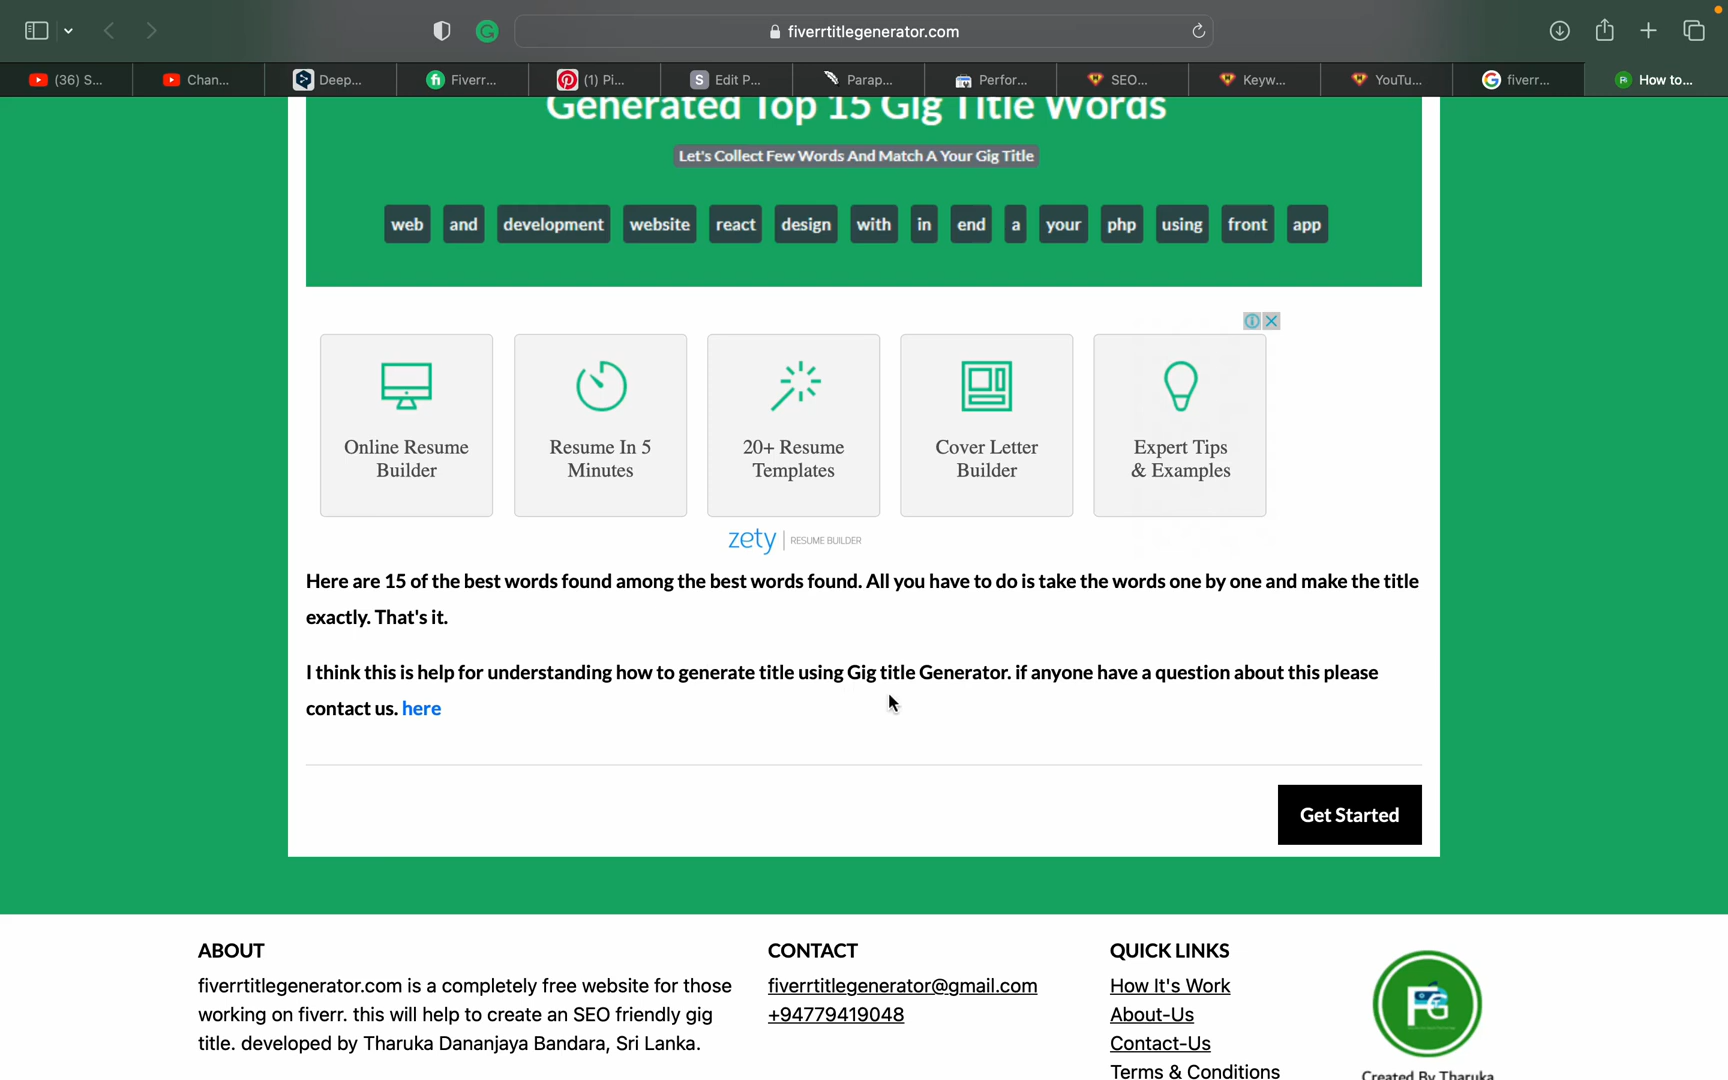 fiverrtitlegenerator.com
(36) S...
Chan...
Deep...
Fiverr...
(1) Pi...
Edit P...
Parap...
Perfor...
SEO...
Keyw...
YouTu...
fiverr...
How to...
Generated Top 15 Gig Title Words
Let's Collect Few Words And Match A Your Gig Title
web and development website react design with in end a your php using front app
Online Resume
Builder
Resume In 5
Minutes
20+ Resume
Templates
Cover Letter
Builder
Expert Tips
& Examples
zety | RESUME BUILDER
Here are 15 of the best words found among the best words found. All you have to do is take the words one by one and make the title
exactly. That's it.
I think this is help for understanding how to generate title using Gig title Generator. if anyone have a question about this please
contact us. here
Get Started
ABOUT
fiverrtitlegenerator.com is a completely free website for those
working on fiverr. this will help to create an SEO friendly gig
title. developed by Tharuka Dananjaya Bandara, Sri Lanka.
CONTACT
fiverrtitlegenerator@gmail.com
+94779419048
QUICK LINKS
How It's Work
About-Us
Contact-Us
Terms & Conditions
FG
Created By Tharuka